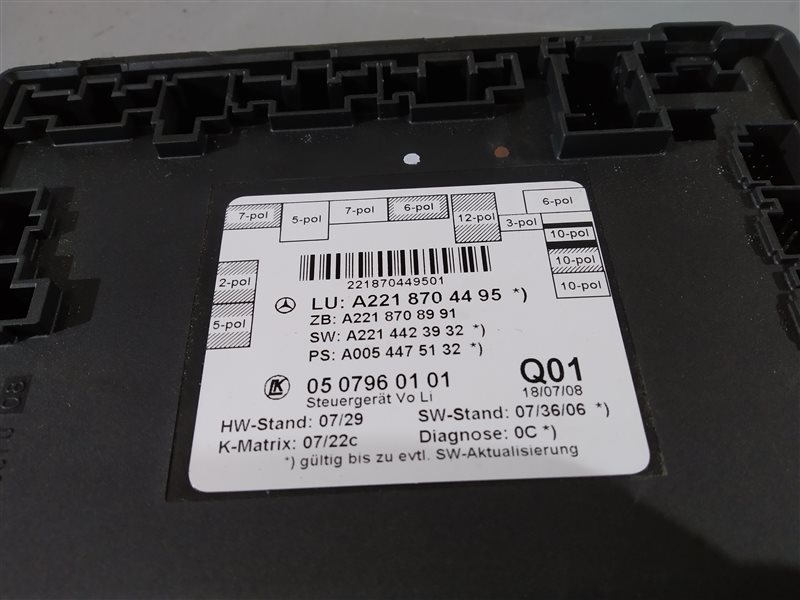 7-pol
5-pol
7-pol
6-pol
12-pol
3-pol
6-pol
10-pol
10-pol
10-pol
2-pol
5-pol
221870449501
LU: A221 870 44 95 *)
ZB: A221 870 89 91
SW: A221 442 39 32 *)
PS: A005 447 51 32 *)
LK 05 0796 01 01
Q01
Steuergerät Vo Li
18/07/08
HW-Stand: 07/29
SW-Stand: 07/36/06 *)
K-Matrix: 07/22c
Diagnose: 0C *)
*) gültig bis zu evtl. SW-Aktualisierung